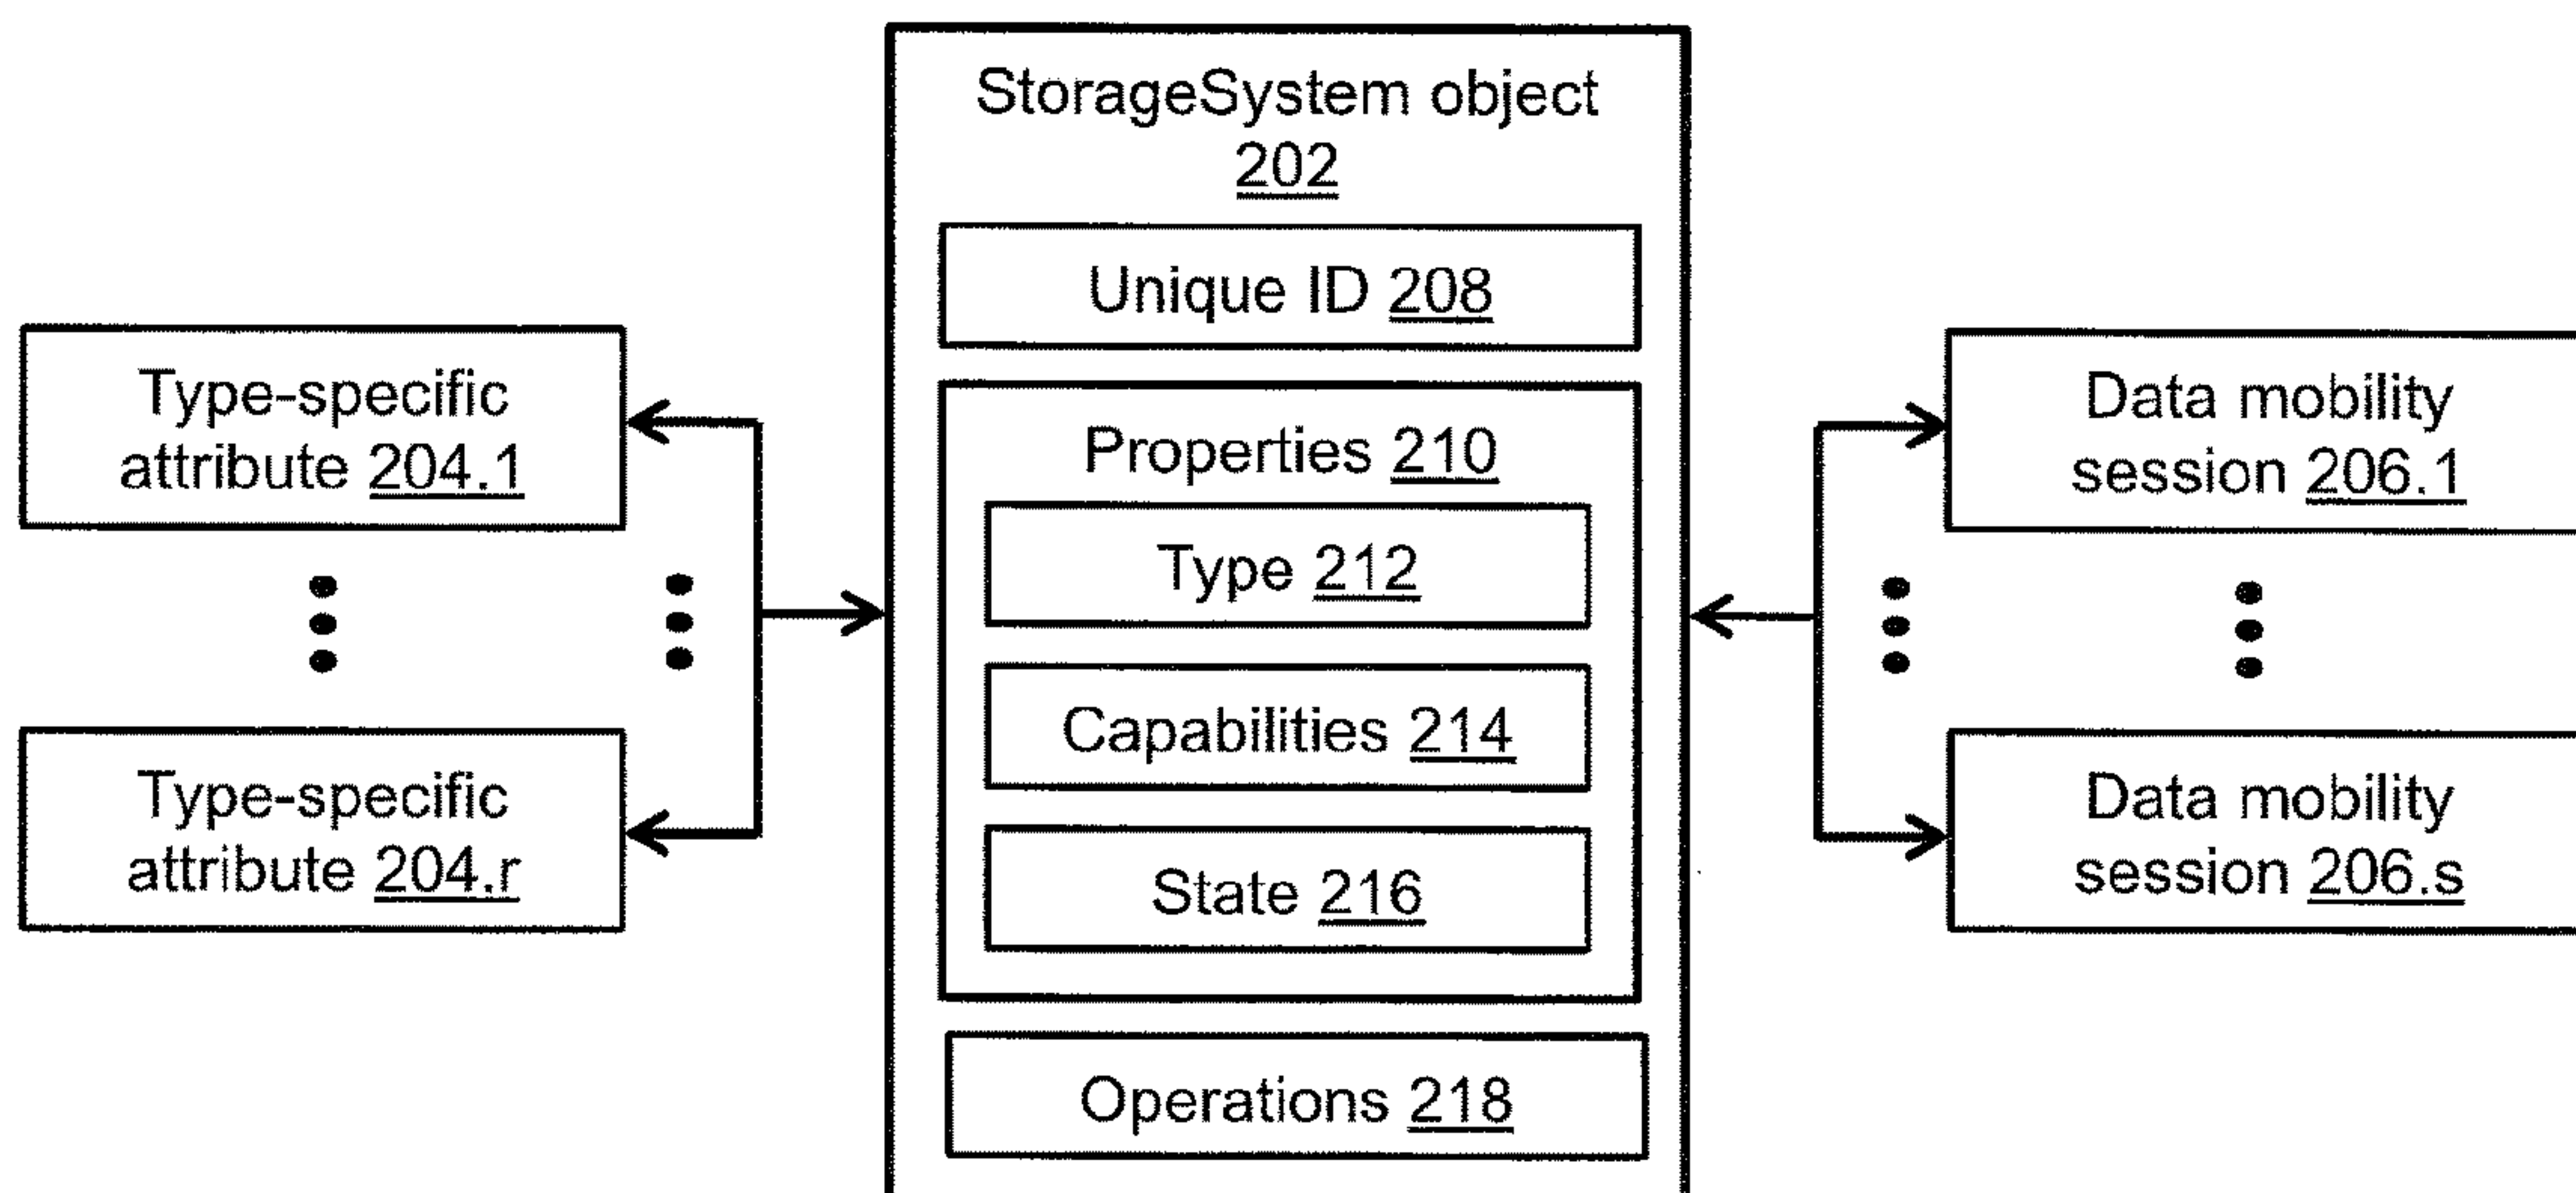 StorageSystem object
202
Unique ID 208
Properties 210
Type 212
Capabilities 214
State 216
Operations 218
Type-specific
attribute 204.1
Type-specific
attribute 204.r
Data mobility
session 206.1
Data mobility
session 206.s